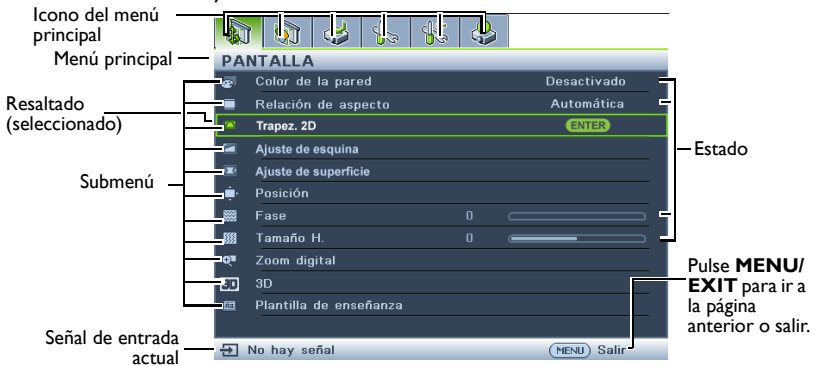 Icono del menú
principal
Menú principal
Resaltado
(seleccionado)
Submenú
Señal de entrada
actual
PANTALLA
Color de la pared Desactivado
Relación de aspecto Automática
Trapez. 2D ENTER
Ajuste de esquina
Ajuste de superficie
Posición
Fase 0
Tamaño H. 0
Zoom digital
3D 3D
Plantilla de enseñanza
No hay señal MENU Salir
Estado
Pulse MENU/
EXIT para ir a
la página
anterior o salir.